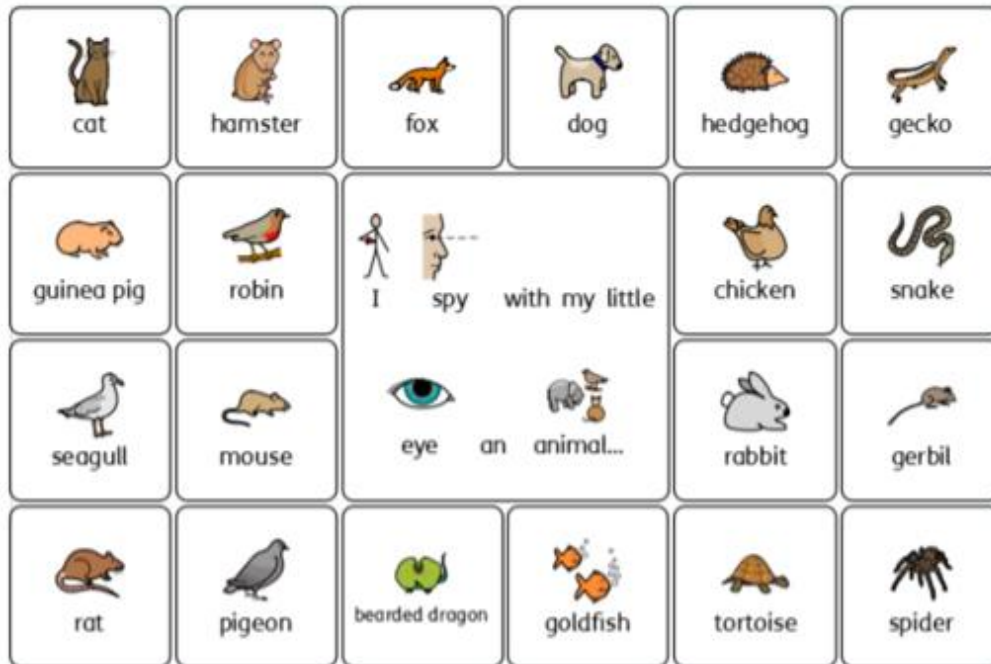 cat hamster fox dog hedgehog gecko
guinea pig robin chicken snake
I spy with my little
seagull mouse rabbit gerbil
eye an animal...
rat pigeon bearded dragon goldfish tortoise spider